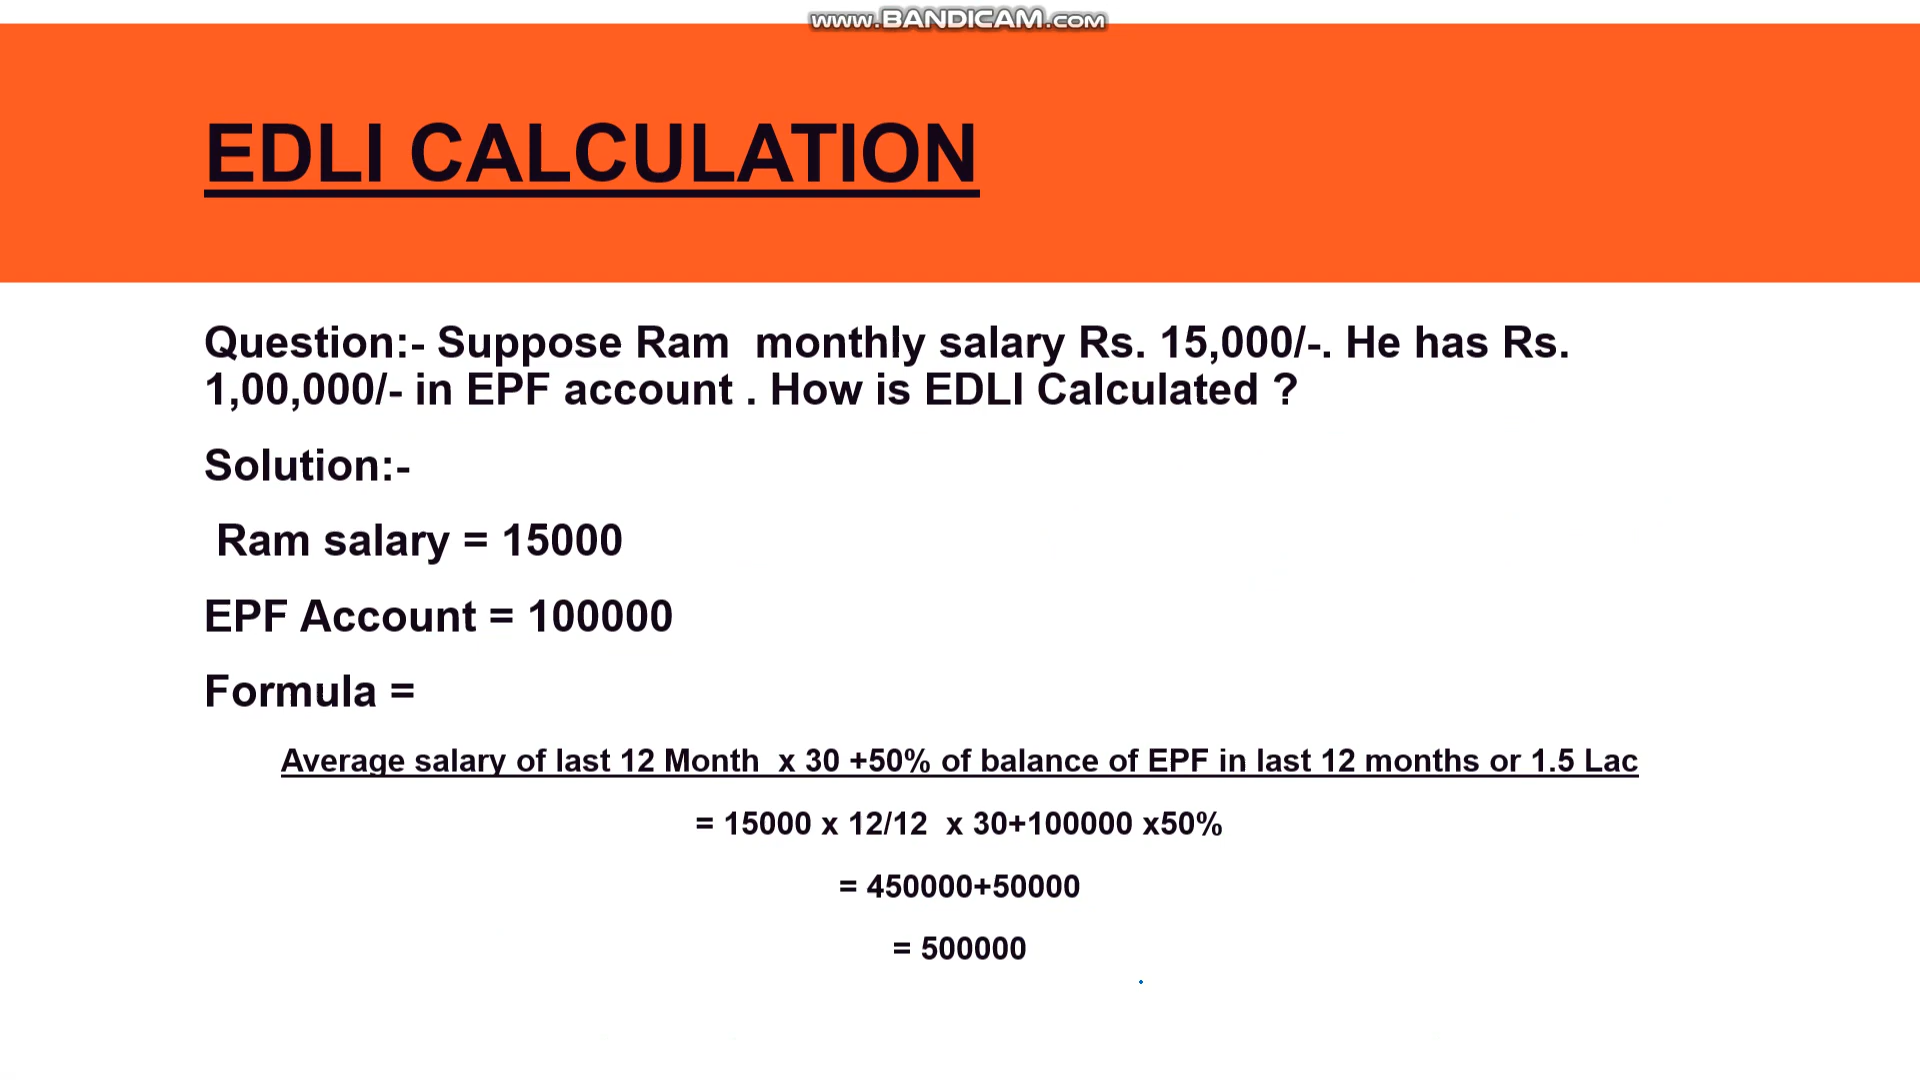 www.BANDICAM.com
EDLI CALCULATION
Question:- Suppose Ram  monthly salary Rs. 15,000/-. He has Rs.
1,00,000/- in EPF account . How is EDLI Calculated ?
Solution:-
Ram salary = 15000
EPF Account = 100000
Formula =
Average salary of last 12 Month  x 30 +50% of balance of EPF in last 12 months or 1.5 Lac
= 15000 x 12/12  x 30+100000 x50%
= 450000+50000
= 500000